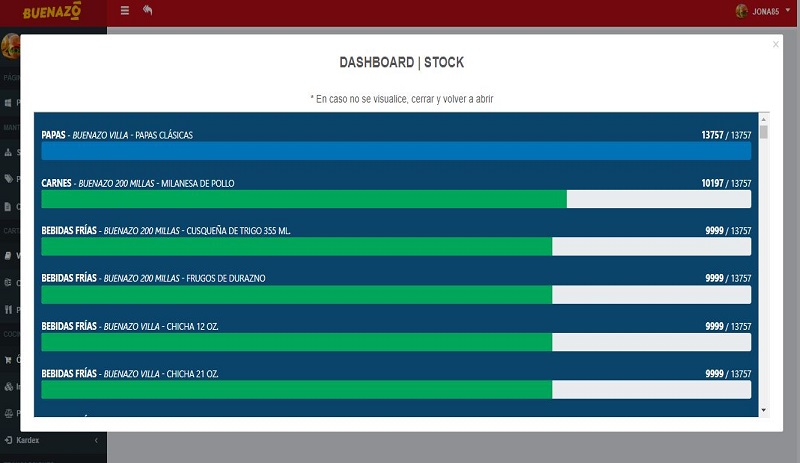 BUENAZO
JONA85
×
DASHBOARD | STOCK
* En caso no se visualice, cerrar y volver a abrir
PAPAS - BUENAZO VILLA - PAPAS CLÁSICAS 13757 / 13757
CARNES - BUENAZO 200 MILLAS - MILANESA DE POLLO 10197 / 13757
BEBIDAS FRÍAS - BUENAZO 200 MILLAS - CUSQUEÑA DE TRIGO 355 ML. 9999 / 13757
BEBIDAS FRÍAS - BUENAZO 200 MILLAS - FRUGOS DE DURAZNO 9999 / 13757
BEBIDAS FRÍAS - BUENAZO VILLA - CHICHA 12 OZ. 9999 / 13757
BEBIDAS FRÍAS - BUENAZO VILLA - CHICHA 21 OZ. 9999 / 13757
Kardex